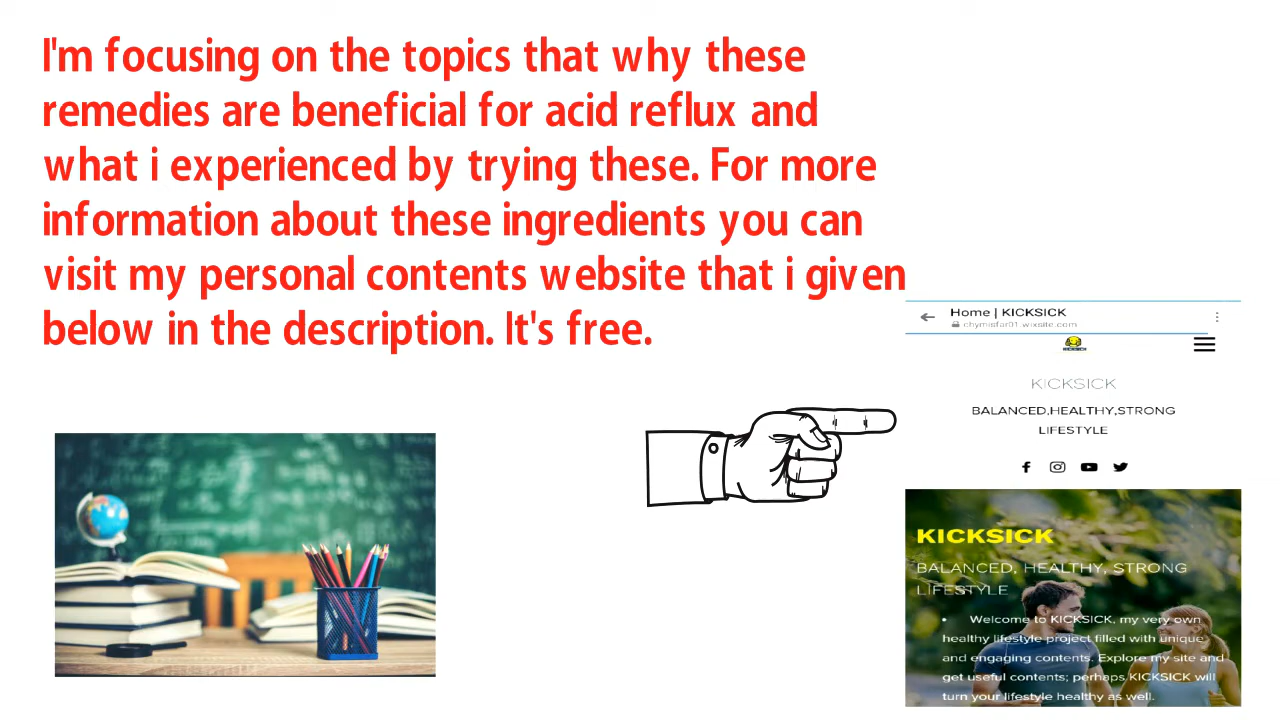 I'm focusing on the topics that why these
remedies are beneficial for acid reflux and
what i experienced by trying these. For more
information about these ingredients you can
visit my personal contents website that i given
below in the description. It's free.
Home | KICKSICK
chymisfar01.wixsite.com
KICKSICK
BALANCED,HEALTHY,STRONG
LIFESTYLE
KICKSICK
BALANCED, HEALTHY, STRONG
LIFESTYLE
• Welcome to KICKSICK, my very own
healthy lifestyle project filled with unique
and engaging contents. Explore my site and
get useful contents; perhaps KICKSICK will
turn your lifestyle healthy as well.